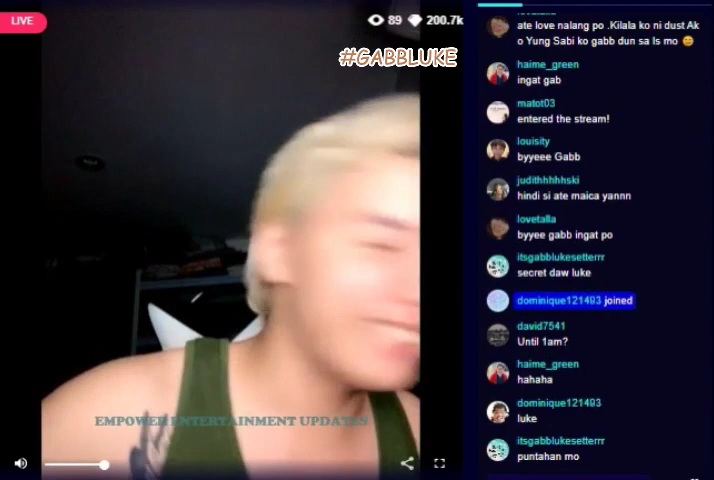 LIVE
89 200.7k
#GABBLUKE
EMPOWER ENTERTAINMENT UPDATES
ate love nalang po .Kilala ko ni dust Ak
o Yung Sabi ko gabb dun sa Is mo
haime_green
ingat gab
matot03
entered the stream!
louisity
byyeee Gabb
judithhhhhski
hindi si ate maica yannn
lovetalla
byyee gabb ingat po
itsgabblukesetterrr
secret daw luke
dominique121493 joined
david7541
Until 1am?
haime_green
hahaha
dominique121493
luke
itsgabblukesetterrr
puntahan mo